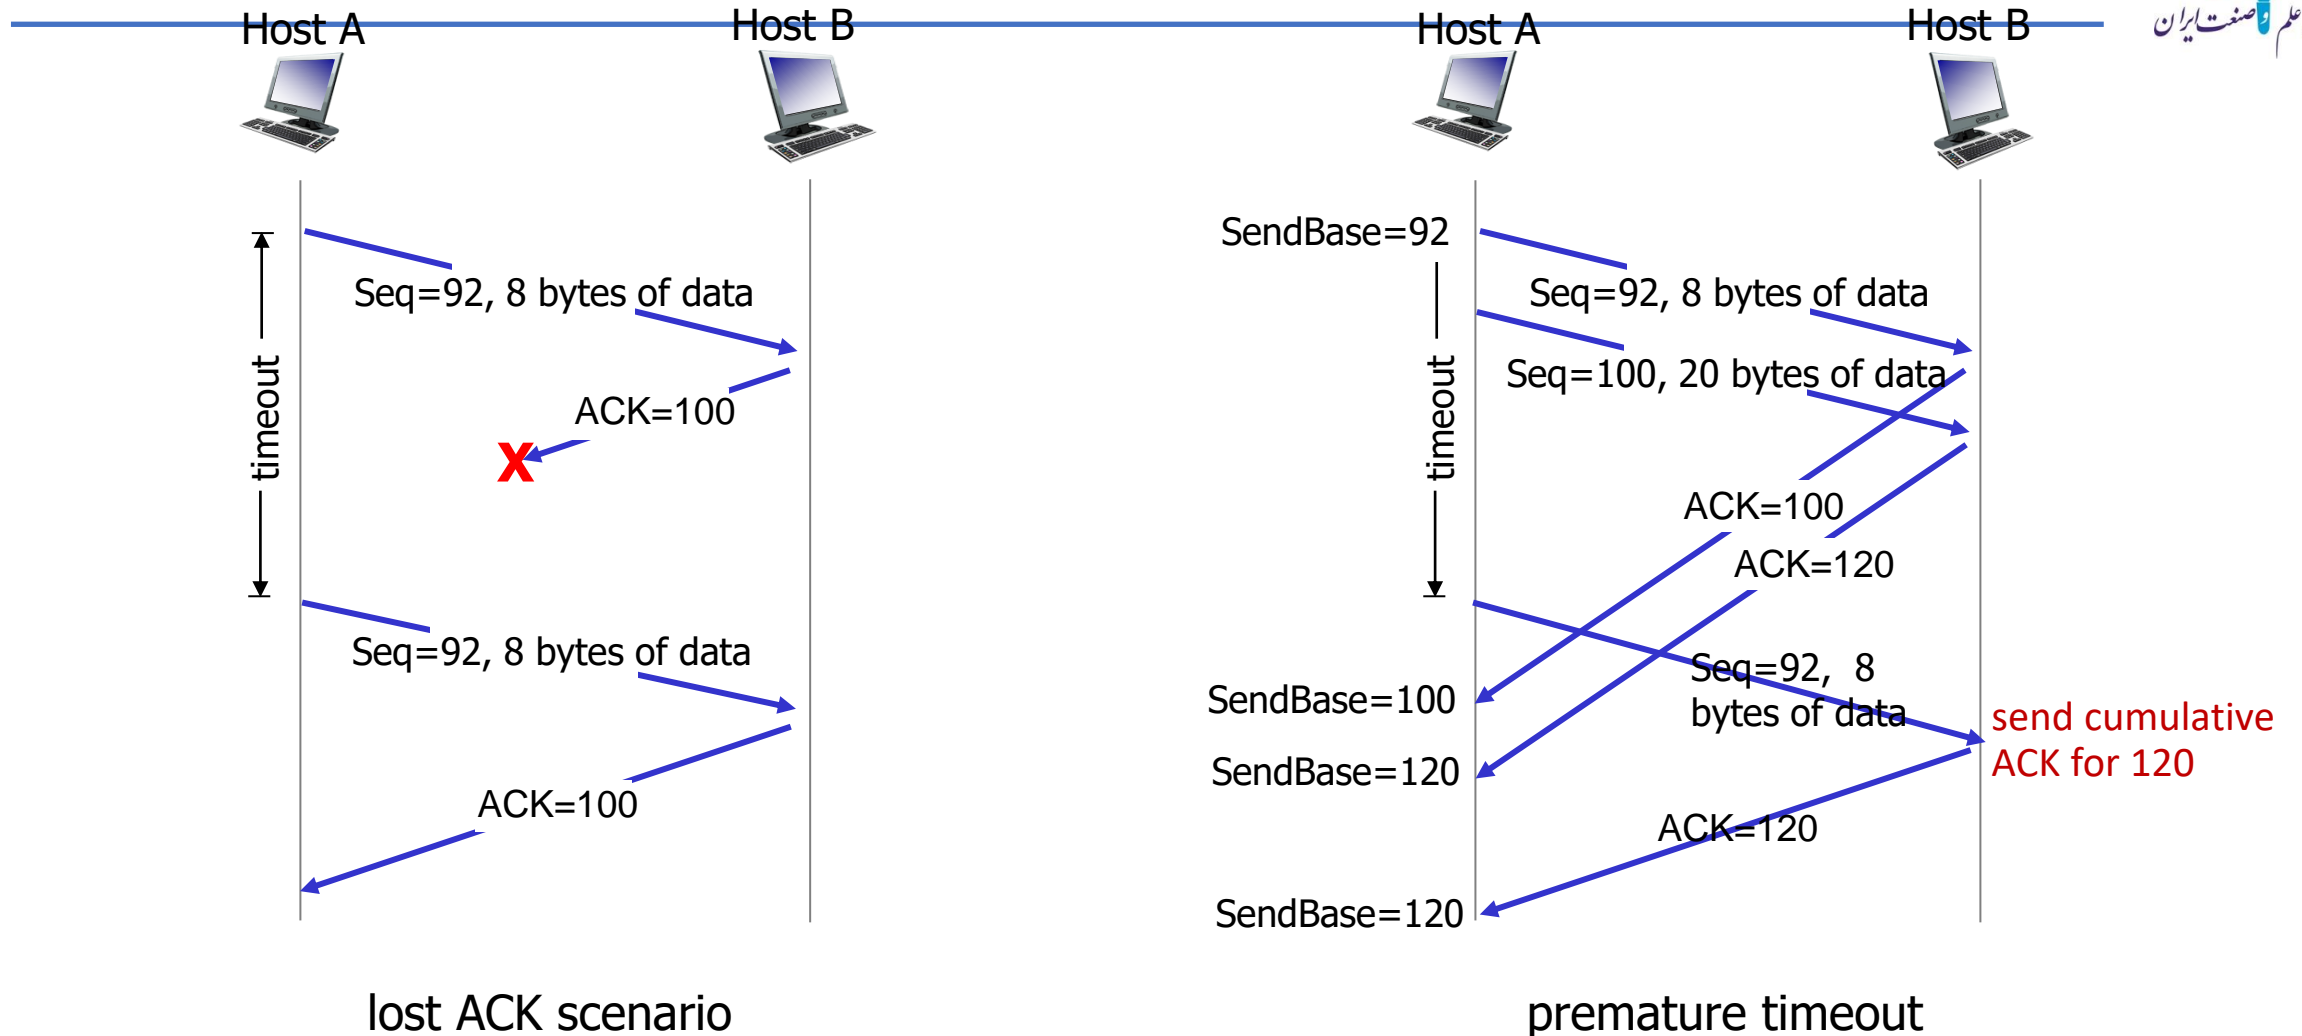 Host A
Host B
Seq=92, 8 bytes of data
timeout
ACK=100
X
Seq=92, 8 bytes of data
ACK=100
lost ACK scenario
Host A
Host B
علم و صنعت ایران
SendBase=92
Seq=92, 8 bytes of data
Seq=100, 20 bytes of data
timeout
ACK=100
ACK=120
Seq=92, 8
bytes of data
SendBase=100
SendBase=120
send cumulative
ACK for 120
ACK=120
SendBase=120
premature timeout